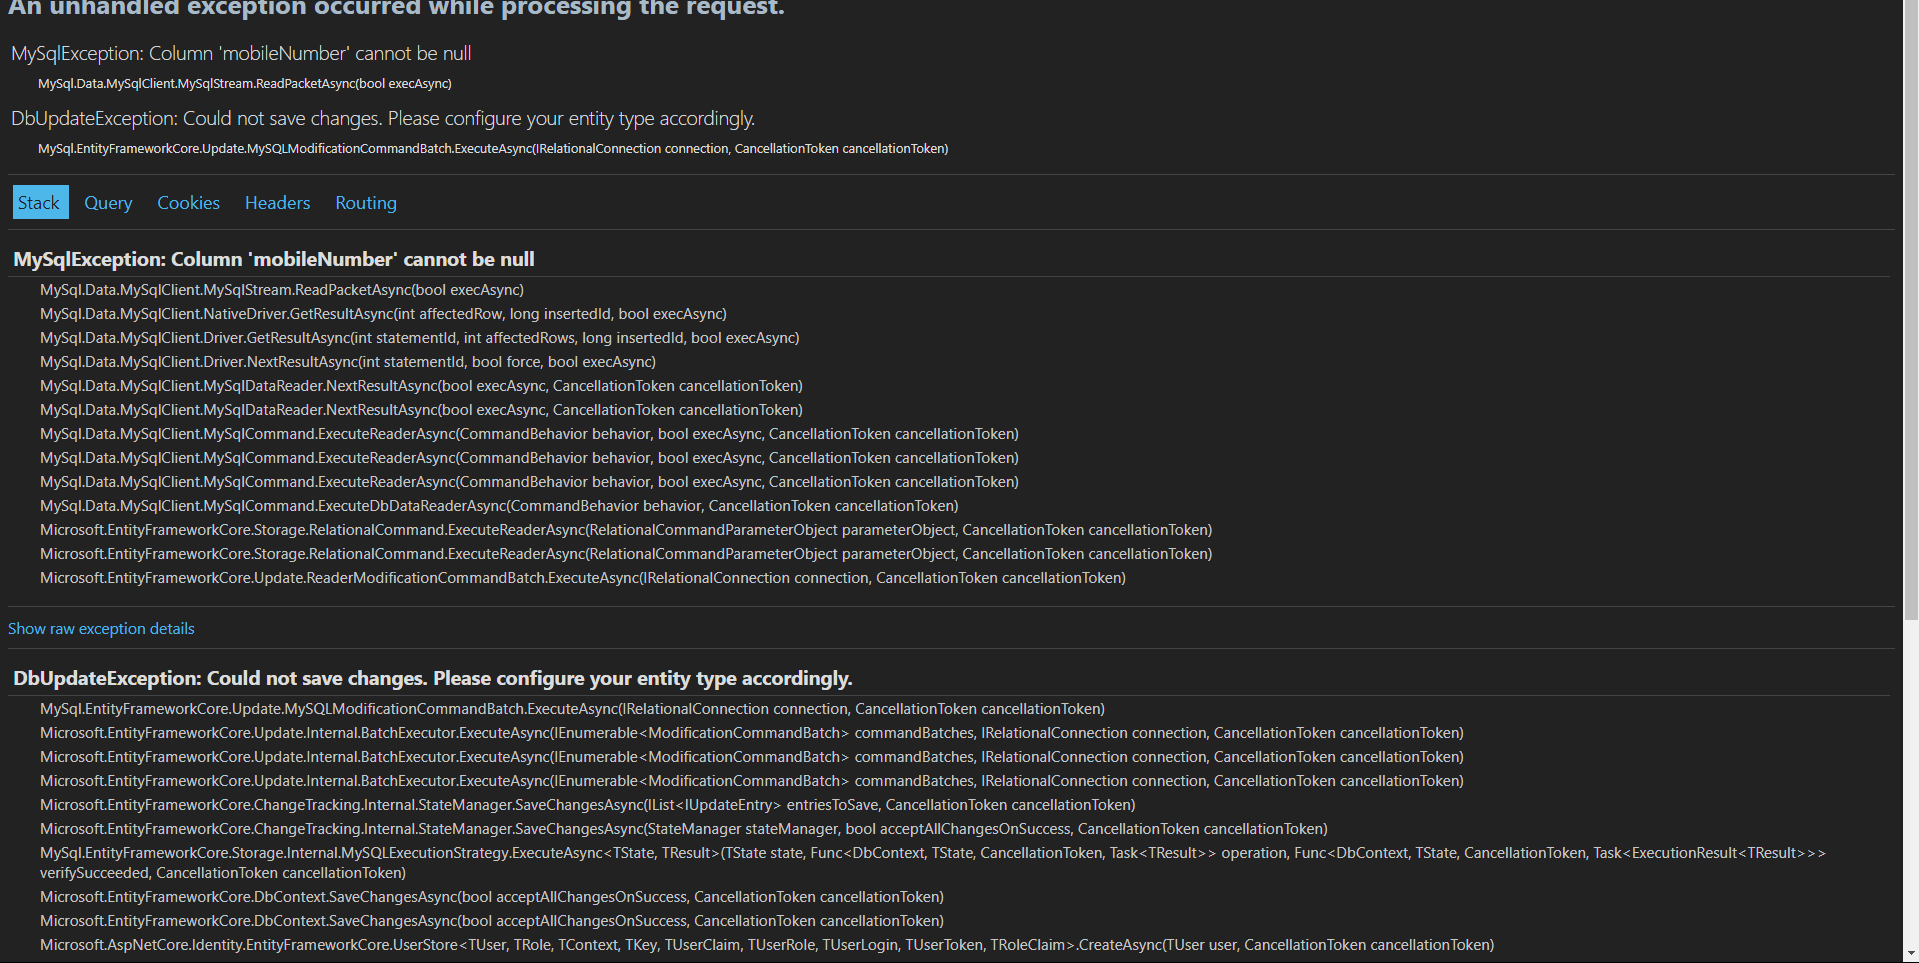 An unhandled exception occurred while processing the request.
MySqlException: Column 'mobileNumber' cannot be null
MySql.Data.MySqlClient.MySqlStream.ReadPacketAsync(bool execAsync)
DbUpdateException: Could not save changes. Please configure your entity type accordingly.
MySql.EntityFrameworkCore.Update.MySQLModificationCommandBatch.ExecuteAsync(IRelationalConnection connection, CancellationToken cancellationToken)
Stack Query Cookies Headers Routing
MySqlException: Column 'mobileNumber' cannot be null
MySql.Data.MySqlClient.MySqlStream.ReadPacketAsync(bool execAsync)
MySql.Data.MySqlClient.NativeDriver.GetResultAsync(int affectedRow, long insertedId, bool execAsync)
MySql.Data.MySqlClient.Driver.GetResultAsync(int statementId, int affectedRows, long insertedId, bool execAsync)
MySql.Data.MySqlClient.Driver.NextResultAsync(int statementId, bool force, bool execAsync)
MySql.Data.MySqlClient.MySqlDataReader.NextResultAsync(bool execAsync, CancellationToken cancellationToken)
MySql.Data.MySqlClient.MySqlDataReader.NextResultAsync(bool execAsync, CancellationToken cancellationToken)
MySql.Data.MySqlClient.MySqlCommand.ExecuteReaderAsync(CommandBehavior behavior, bool execAsync, CancellationToken cancellationToken)
MySql.Data.MySqlClient.MySqlCommand.ExecuteReaderAsync(CommandBehavior behavior, bool execAsync, CancellationToken cancellationToken)
MySql.Data.MySqlClient.MySqlCommand.ExecuteReaderAsync(CommandBehavior behavior, bool execAsync, CancellationToken cancellationToken)
MySql.Data.MySqlClient.MySqlCommand.ExecuteDbDataReaderAsync(CommandBehavior behavior, CancellationToken cancellationToken)
Microsoft.EntityFrameworkCore.Storage.RelationalCommand.ExecuteReaderAsync(RelationalCommandParameterObject parameterObject, CancellationToken cancellationToken)
Microsoft.EntityFrameworkCore.Storage.RelationalCommand.ExecuteReaderAsync(RelationalCommandParameterObject parameterObject, CancellationToken cancellationToken)
Microsoft.EntityFrameworkCore.Update.ReaderModificationCommandBatch.ExecuteAsync(IRelationalConnection connection, CancellationToken cancellationToken)
Show raw exception details
DbUpdateException: Could not save changes. Please configure your entity type accordingly.
MySql.EntityFrameworkCore.Update.MySQLModificationCommandBatch.ExecuteAsync(IRelationalConnection connection, CancellationToken cancellationToken)
Microsoft.EntityFrameworkCore.Update.Internal.BatchExecutor.ExecuteAsync(IEnumerable<ModificationCommandBatch> commandBatches, IRelationalConnection connection, CancellationToken cancellationToken)
Microsoft.EntityFrameworkCore.Update.Internal.BatchExecutor.ExecuteAsync(IEnumerable<ModificationCommandBatch> commandBatches, IRelationalConnection connection, CancellationToken cancellationToken)
Microsoft.EntityFrameworkCore.Update.Internal.BatchExecutor.ExecuteAsync(IEnumerable<ModificationCommandBatch> commandBatches, IRelationalConnection connection, CancellationToken cancellationToken)
Microsoft.EntityFrameworkCore.ChangeTracking.Internal.StateManager.SaveChangesAsync(IList<IUpdateEntry> entriesToSave, CancellationToken cancellationToken)
Microsoft.EntityFrameworkCore.ChangeTracking.Internal.StateManager.SaveChangesAsync(StateManager stateManager, bool acceptAllChangesOnSuccess, CancellationToken cancellationToken)
MySql.EntityFrameworkCore.Storage.Internal.MySQLExecutionStrategy.ExecuteAsync<TState, TResult>(TState state, Func<DbContext, TState, CancellationToken, Task<TResult>> operation, Func<DbContext, TState, CancellationToken, Task<ExecutionResult<TResult>>>
verifySucceeded, CancellationToken cancellationToken)
Microsoft.EntityFrameworkCore.DbContext.SaveChangesAsync(bool acceptAllChangesOnSuccess, CancellationToken cancellationToken)
Microsoft.EntityFrameworkCore.DbContext.SaveChangesAsync(bool acceptAllChangesOnSuccess, CancellationToken cancellationToken)
Microsoft.AspNetCore.Identity.EntityFrameworkCore.UserStore<TUser, TRole, TContext, TKey, TUserClaim, TUserRole, TUserLogin, TUserToken, TRoleClaim>.CreateAsync(TUser user, CancellationToken cancellationToken)